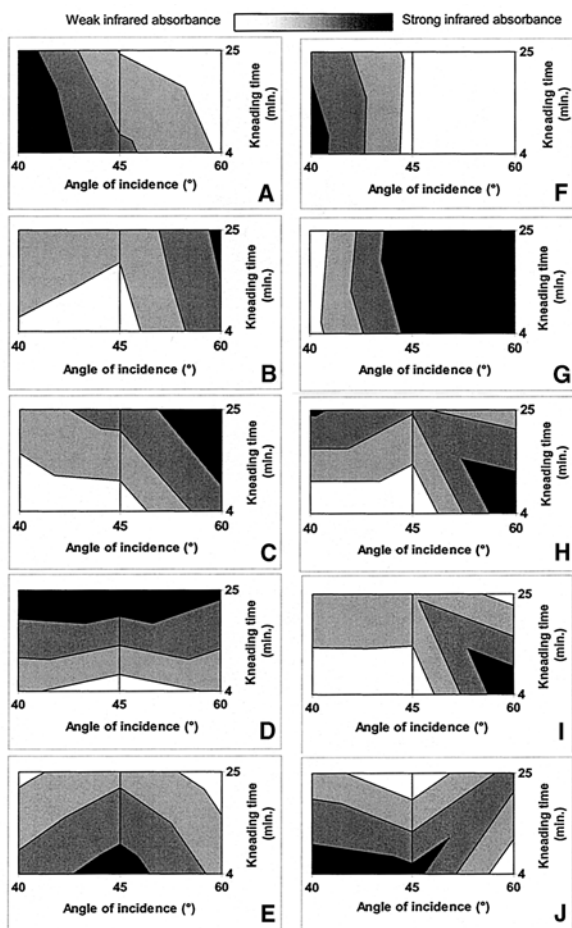 Weak infrared absorbance Strong infrared absorbance
25
Kneading time
(min.)
4
40 45 60
Angle of incidence (°)
A
25
Kneading time
(min.)
4
40 45 60
Angle of incidence (°)
F
25
Kneading time
(min.)
4
40 45 60
Angle of incidence (°)
B
25
Kneading time
(min.)
4
40 45 60
Angle of incidence (°)
G
25
Kneading time
(min.)
4
40 45 60
Angle of incidence (°)
C
25
Kneading time
(min.)
4
40 45 60
Angle of incidence (°)
H
25
Kneading time
(min.)
4
40 45 60
Angle of incidence (°)
D
25
Kneading time
(min.)
4
40 45 60
Angle of incidence (°)
I
25
Kneading time
(min.)
4
40 45 60
Angle of incidence (°)
E
25
Kneading time
(min.)
4
40 45 60
Angle of incidence (°)
J